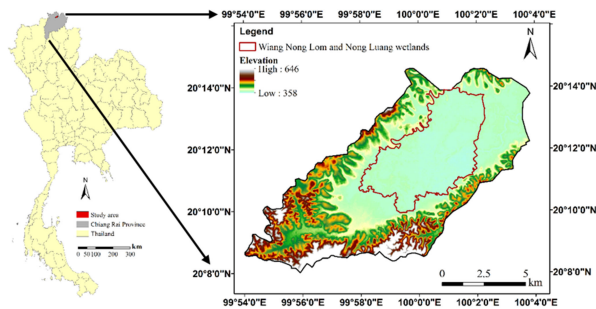 99°54'0"E 99°56'0"E 99°58'0"E 100°0'0"E 100°2'0"E 100°4'0"E
Legend
Wiang Nong Lom and Nong Luang wetlands
Elevation
High : 646
Low : 358
N
20°14'0"N
20°12'0"N
20°10'0"N
20°8'0"N
20°14'0"N
20°12'0"N
20°10'0"N
20°8'0"N
0 2.5 5
km
99°54'0"E 99°56'0"E 99°58'0"E 100°0'0"E 100°2'0"E 100°4'0"E
N
Study area
Chiang Rai Province
Thailand
km
0 50 100 200 300